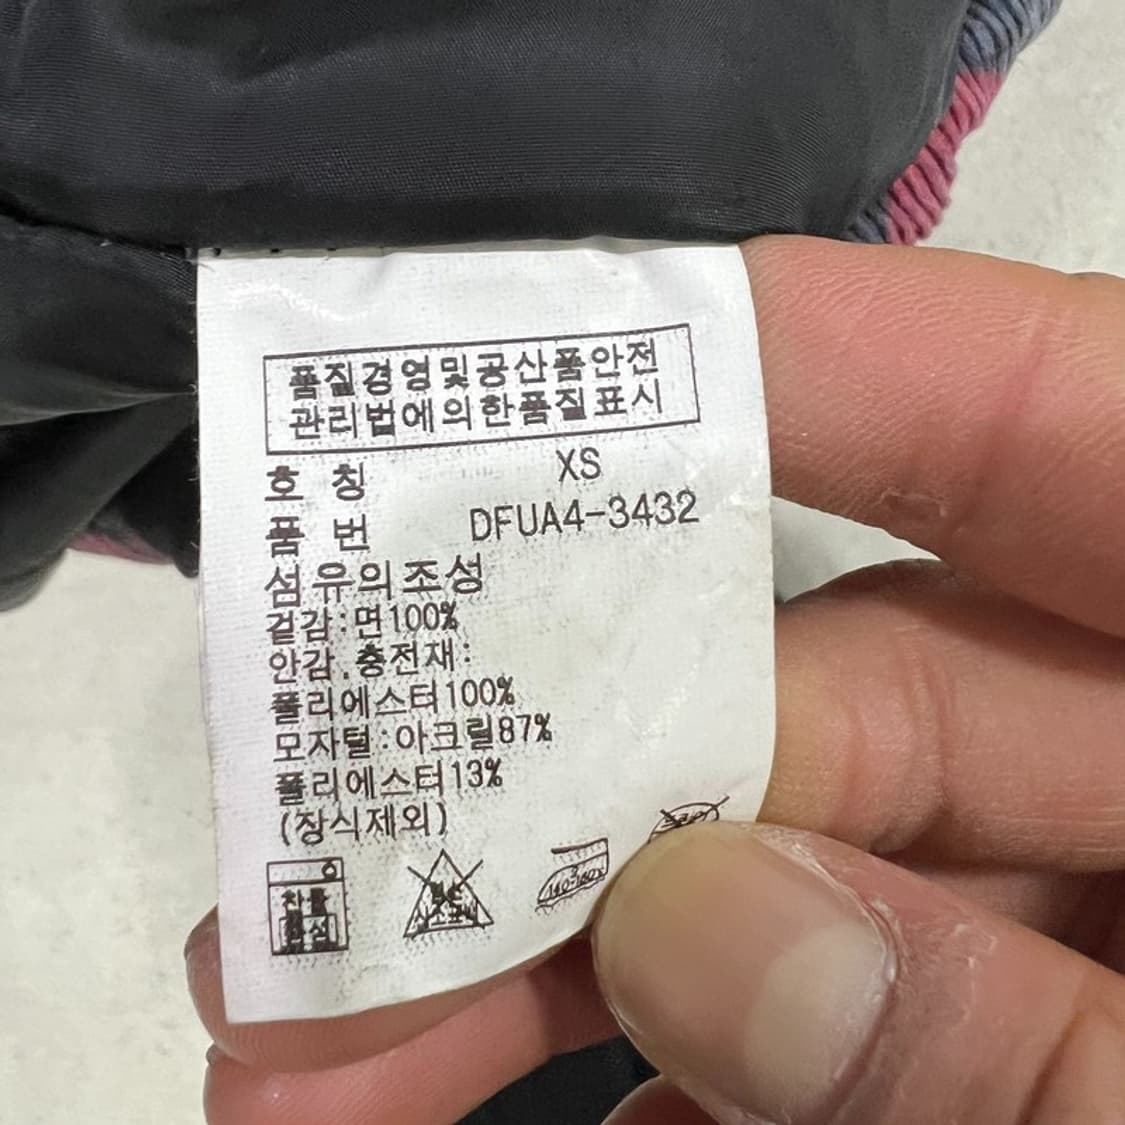 품질경영및공산품안전
관리법에의한품질표시
호 칭 XS
품 번 DFUA4-3432
섬유의조성
겉감:면100%
안감.충전재:
폴리에스터100%
모자털:아크릴87%
폴리에스터13%
(장식제외)
140-160℃